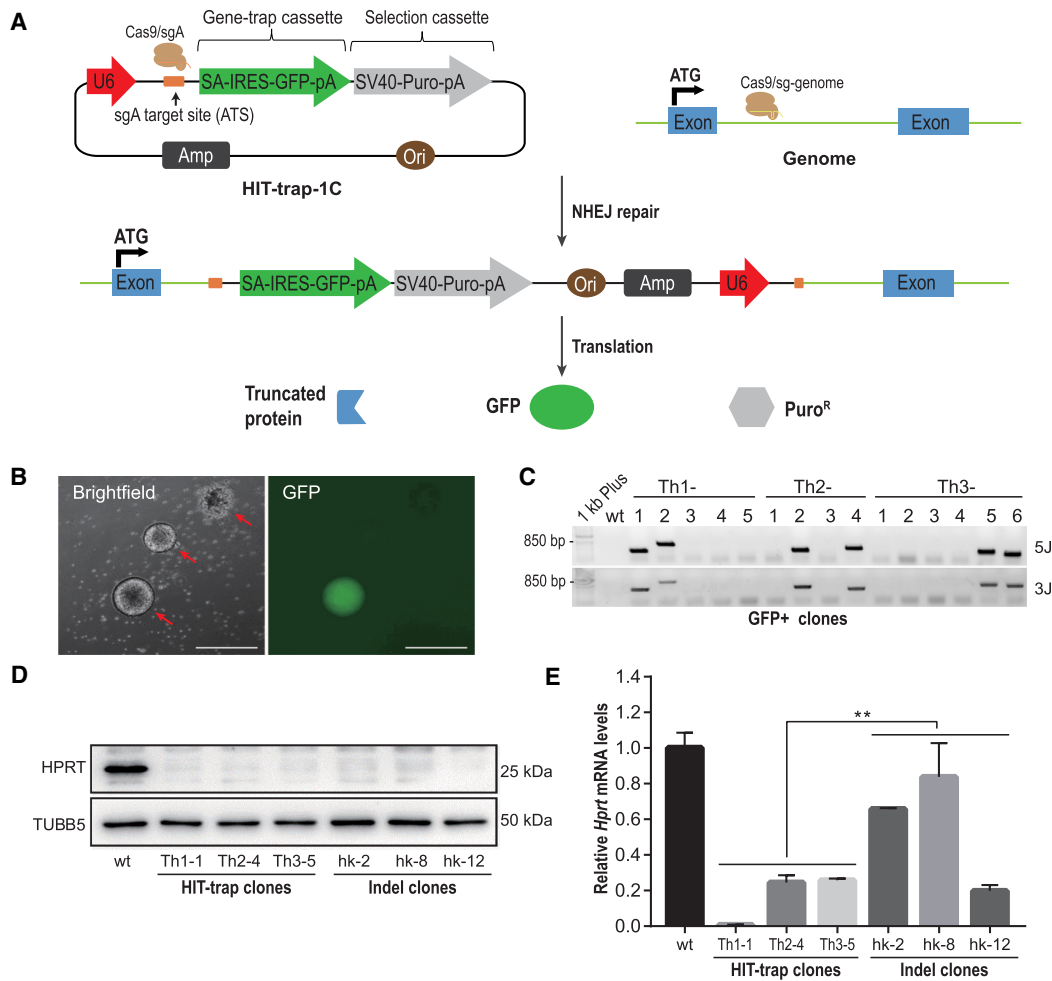 A
Gene-trap cassette
Selection cassette
Cas9/sgA
U6
SA-IRES-GFP-pA
SV40-Puro-pA
sgA target site (ATS)
Amp
Ori
HIT-trap-1C
ATG
Cas9/sg-genome
Exon
Exon
Genome
NHEJ repair
ATG
Exon
SA-IRES-GFP-pA
SV40-Puro-pA
Ori
Amp
U6
Exon
Translation
Truncated
protein
GFP
PuroR
B
Brightfield
GFP
C
1 kb Plus
Th1-
Th2-
Th3-
wt 1 2 3 4 5 1 2 3 4 1 2 3 4 5 6
850 bp
5J
850 bp
3J
GFP+ clones
D
HPRT
25 kDa
TUBB5
50 kDa
wt Th1-1 Th2-4 Th3-5 hk-2 hk-8 hk-12
HIT-trap clones
Indel clones
E
Relative Hprt mRNA levels
1.4
1.2
1.0
0.8
0.6
0.4
0.2
0.0
**
wt Th1-1 Th2-4 Th3-5 hk-2 hk-8 hk-12
HIT-trap clones
Indel clones